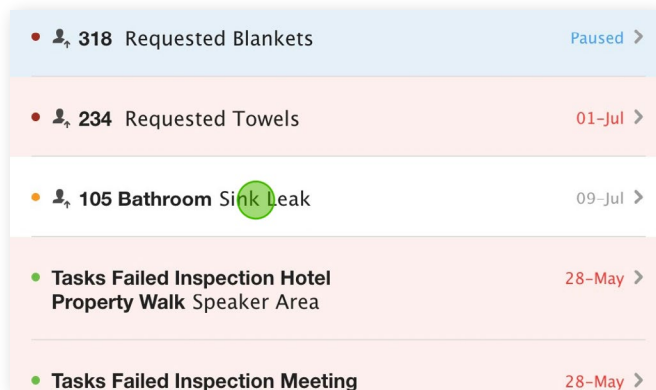 318 Requested Blankets Paused
234 Requested Towels 01-Jul
105 Bathroom Sink Leak 09-Jul
Tasks Failed Inspection Hotel 28-May
Property Walk Speaker Area
Tasks Failed Inspection Meeting 28-May